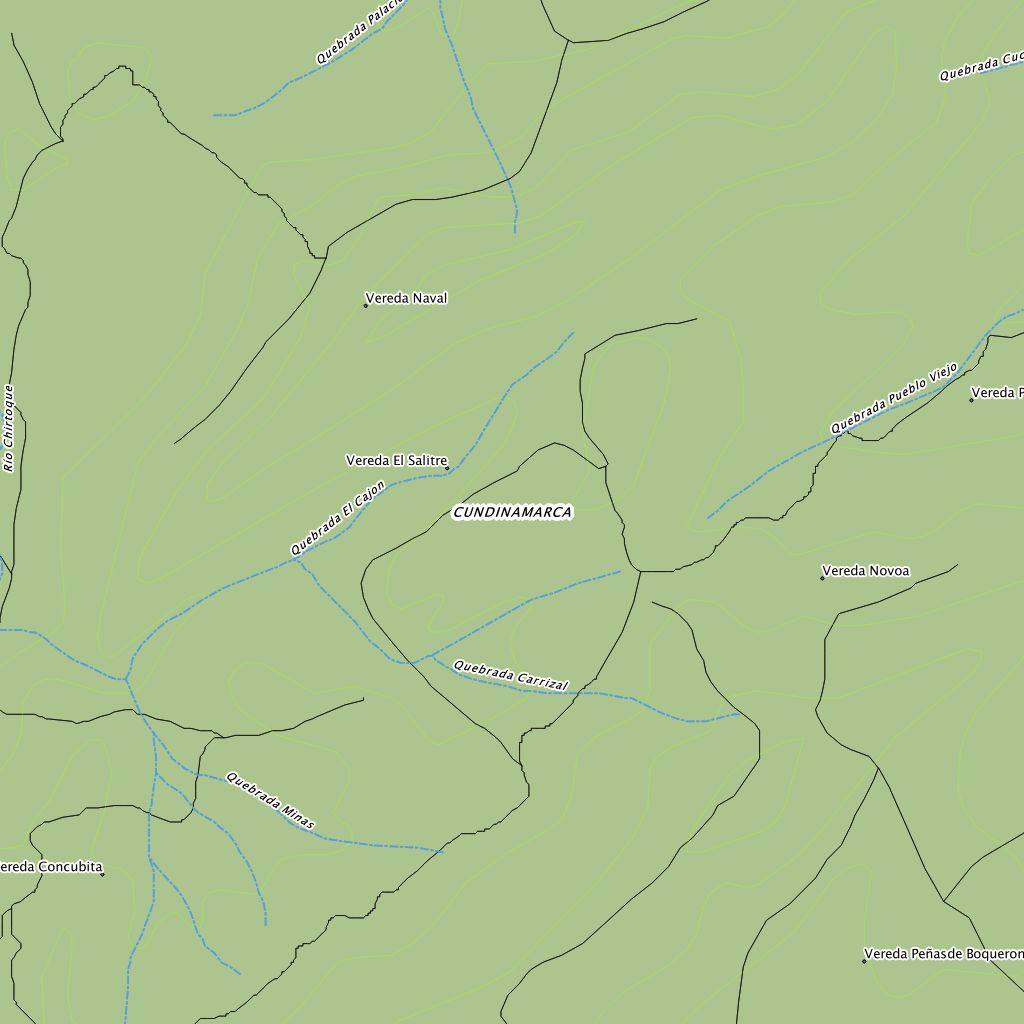 Quebrada Palacio
Quebrada Cuc
Vereda Naval
Quebrada Pueblo Viejo
Vereda P
Río Chirtoque
Vereda El Salitre
Quebrada El Cajon
CUNDINAMARCA
Vereda Novoa
Quebrada Carrizal
Quebrada Minas
ereda Concubita
Vereda Peñasde Boqueron